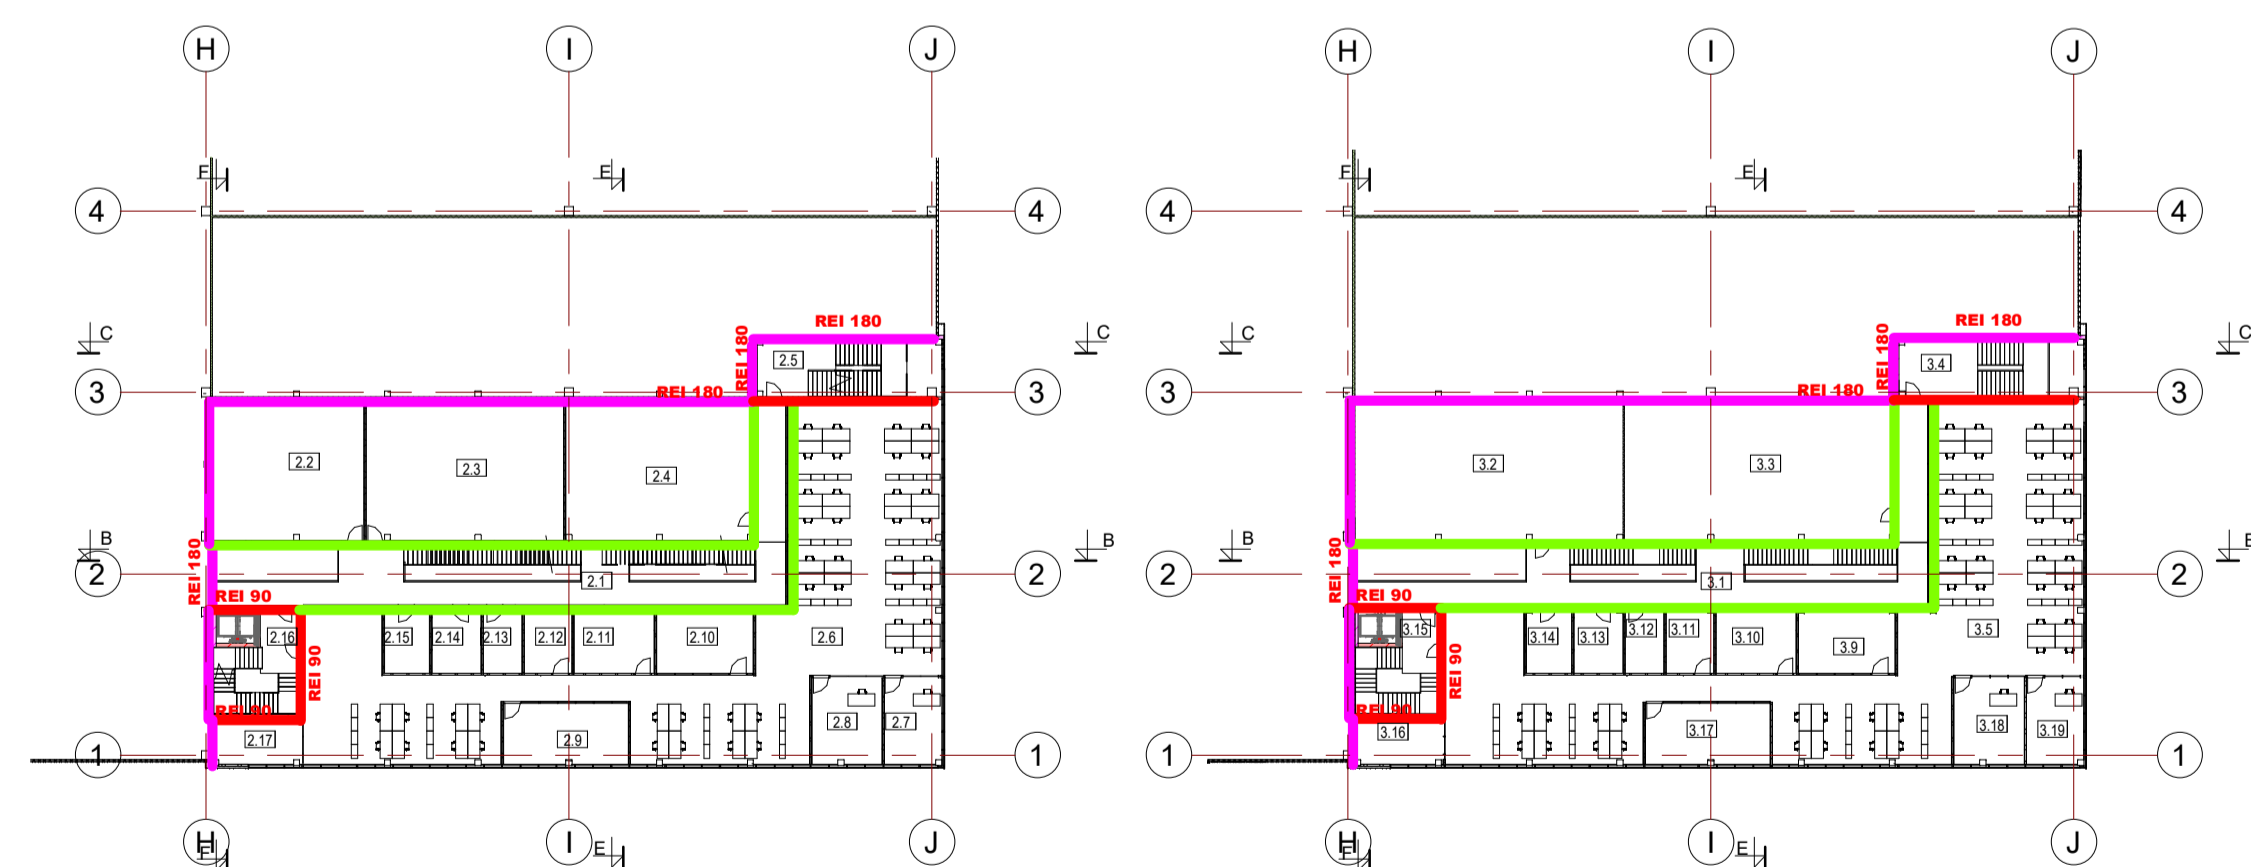 H I J H I J
F E F E
4 4 4 4
REI 180 REI 180
C C C C
REI 180 2.5 REI 180 3.4
3 REI 180 3 3 REI 180 3
2.2 2.3 2.4 3.2 3.3
B B B B
2 REI 180 2.1 2 2 REI 180 3.1 2
REI 90 REI 90
2.16 2.15 2.14 2.13 2.12 2.11 2.10 2.6 3.15 3.14 3.13 3.12 3.11 3.10 3.9 3.5
REI 90 REI 90
REI 90 2.8 2.7 REI 90 3.18 3.19
2.17 2.9 3.16 3.17
1 1 1 1
H I J H I J
E E E E